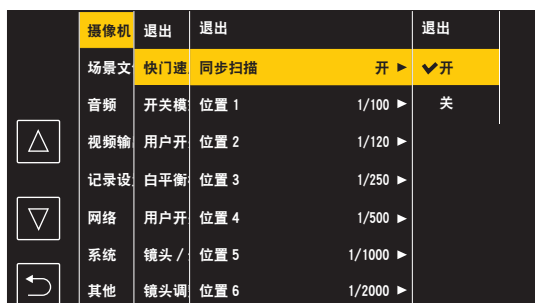 摄像机 退出 退出 退出
场景文 快门速 同步扫描 开 ► ✔开
音频 开关模 位置 1 1/100 ► 关
视频输 用户开 位置 2 1/120 ►
记录设 白平衡 位置 3 1/250 ►
网络 用户开 位置 4 1/500 ►
系统 镜头 / 位置 5 1/1000 ►
其他 镜头调 位置 6 1/2000 ►